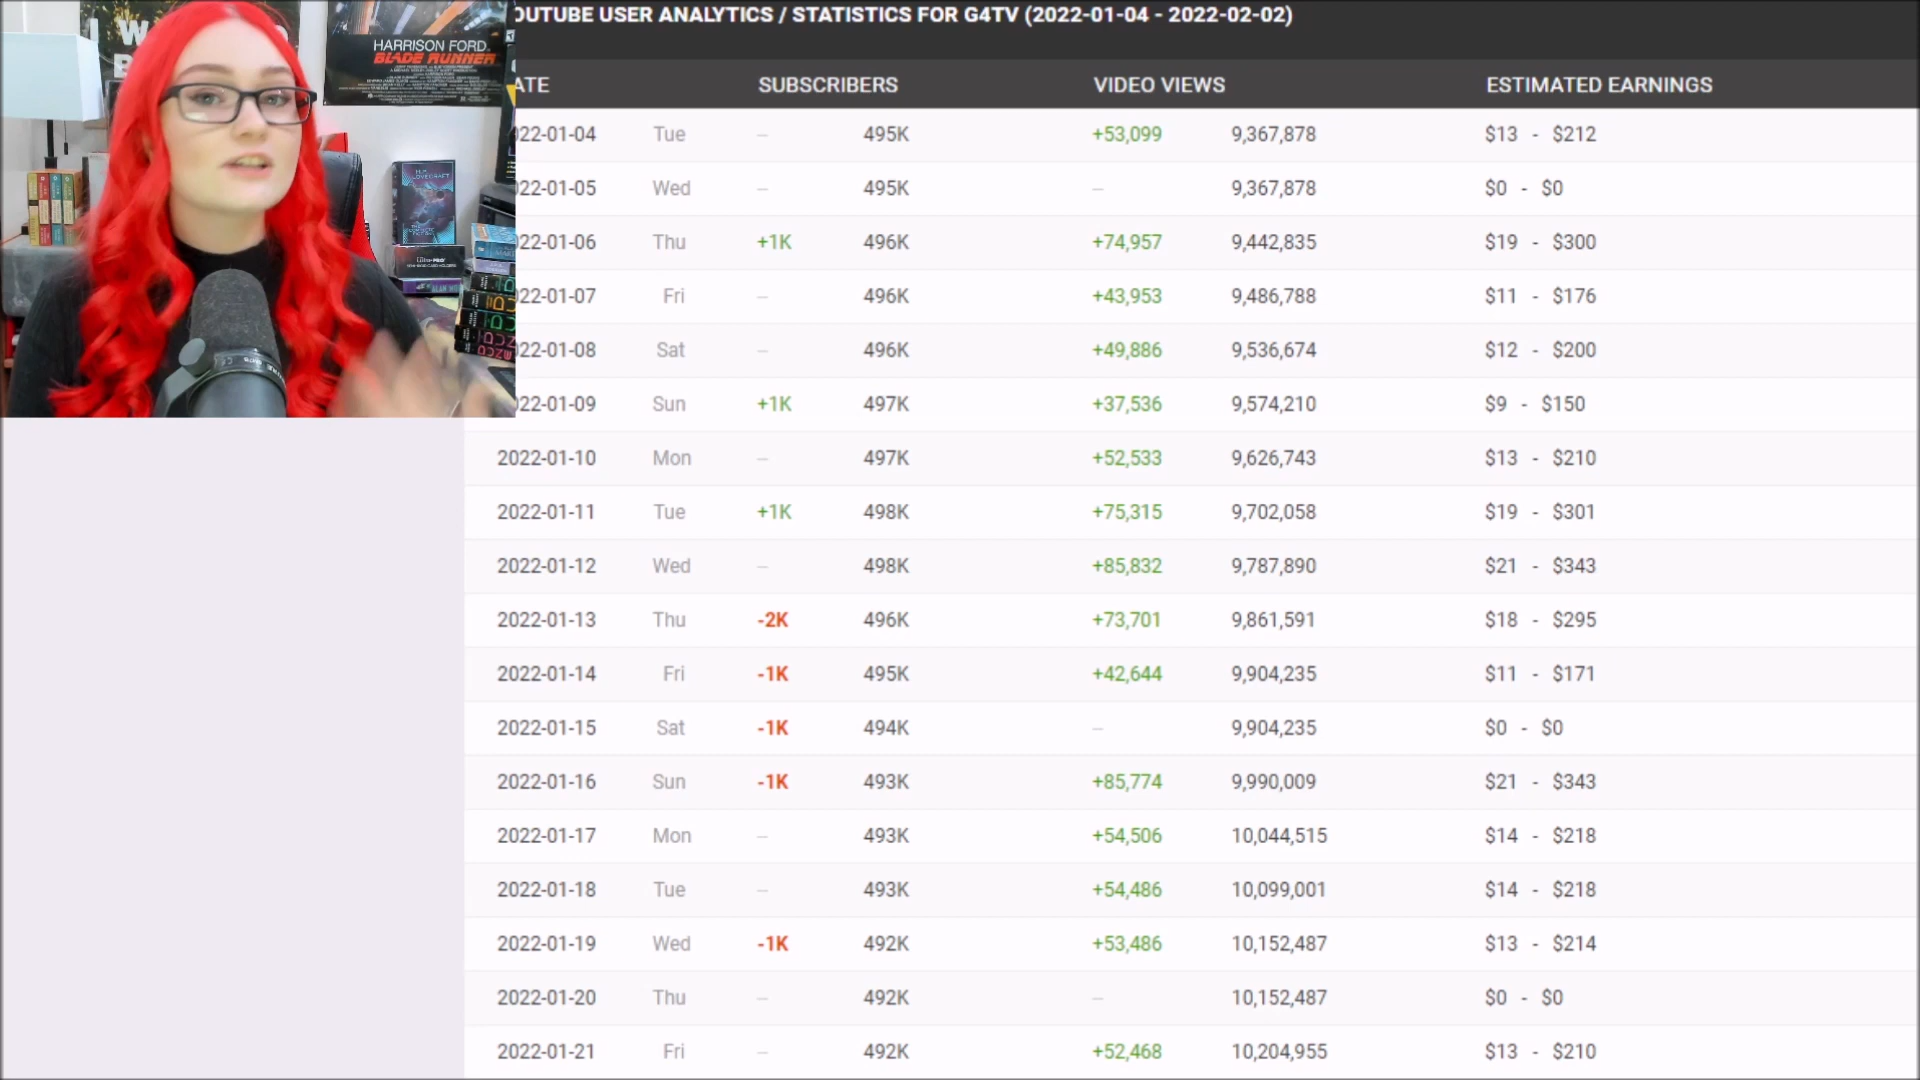 OUTUBE USER ANALYTICS / STATISTICS FOR G4TV (2022-01-04 - 2022-02-02)
HARRISON FORD
BLADE RUNNER
ATE SUBSCRIBERS VIDEO VIEWS ESTIMATED EARNINGS
22-01-04 Tue -- 495K +53,099 9,367,878 $13 - $212
22-01-05 Wed -- 495K -- 9,367,878 $0 - $0
22-01-06 Thu +1K 496K +74,957 9,442,835 $19 - $300
22-01-07 Fri -- 496K +43,953 9,486,788 $11 - $176
22-01-08 Sat -- 496K +49,886 9,536,674 $12 - $200
22-01-09 Sun +1K 497K +37,536 9,574,210 $9 - $150
2022-01-10 Mon -- 497K +52,533 9,626,743 $13 - $210
2022-01-11 Tue +1K 498K +75,315 9,702,058 $19 - $301
2022-01-12 Wed -- 498K +85,832 9,787,890 $21 - $343
2022-01-13 Thu -2K 496K +73,701 9,861,591 $18 - $295
2022-01-14 Fri -1K 495K +42,644 9,904,235 $11 - $171
2022-01-15 Sat -1K 494K -- 9,904,235 $0 - $0
2022-01-16 Sun -1K 493K +85,774 9,990,009 $21 - $343
2022-01-17 Mon -- 493K +54,506 10,044,515 $14 - $218
2022-01-18 Tue -- 493K +54,486 10,099,001 $14 - $218
2022-01-19 Wed -1K 492K +53,486 10,152,487 $13 - $214
2022-01-20 Thu -- 492K -- 10,152,487 $0 - $0
2022-01-21 Fri -- 492K +52,468 10,204,955 $13 - $210